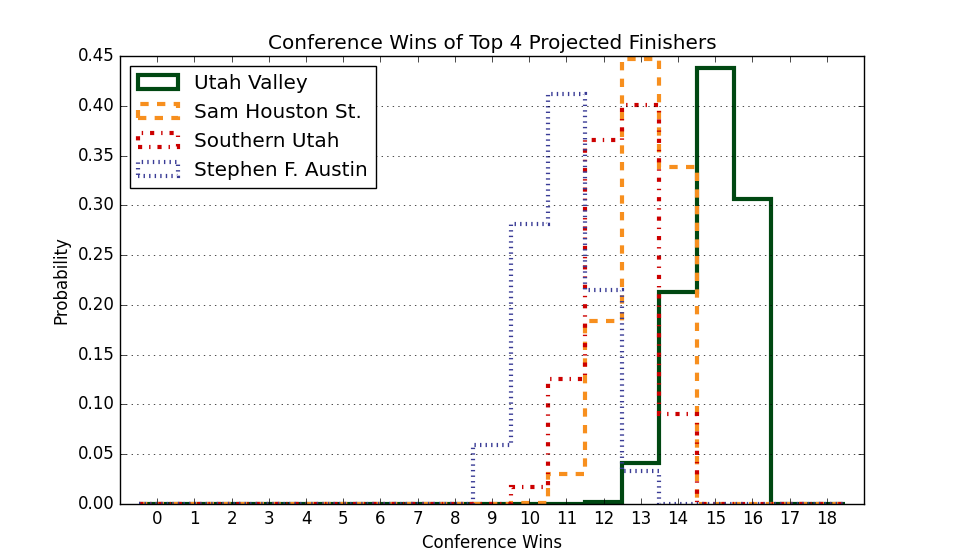 Conference Wins of Top 4 Projected Finishers
Utah Valley
Sam Houston St.
Southern Utah
Stephen F. Austin
0.45
0.40
0.35
0.30
0.25
0.20
0.15
0.10
0.05
0.00
Probability
0 1 2 3 4 5 6 7 8 9 10 11 12 13 14 15 16 17 18
Conference Wins